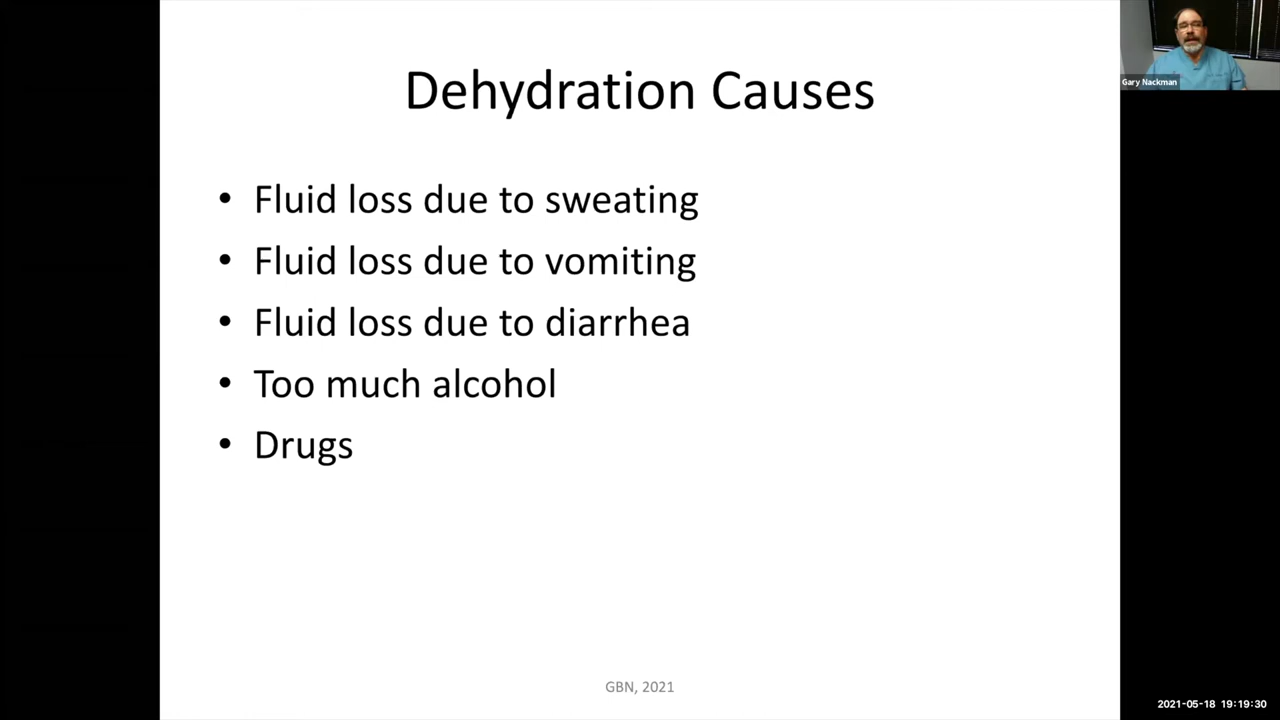 Dehydration Causes
Gary Nackman
• Fluid loss due to sweating
• Fluid loss due to vomiting
• Fluid loss due to diarrhea
• Too much alcohol
• Drugs
GBN, 2021
2021-05-18 19:19:30